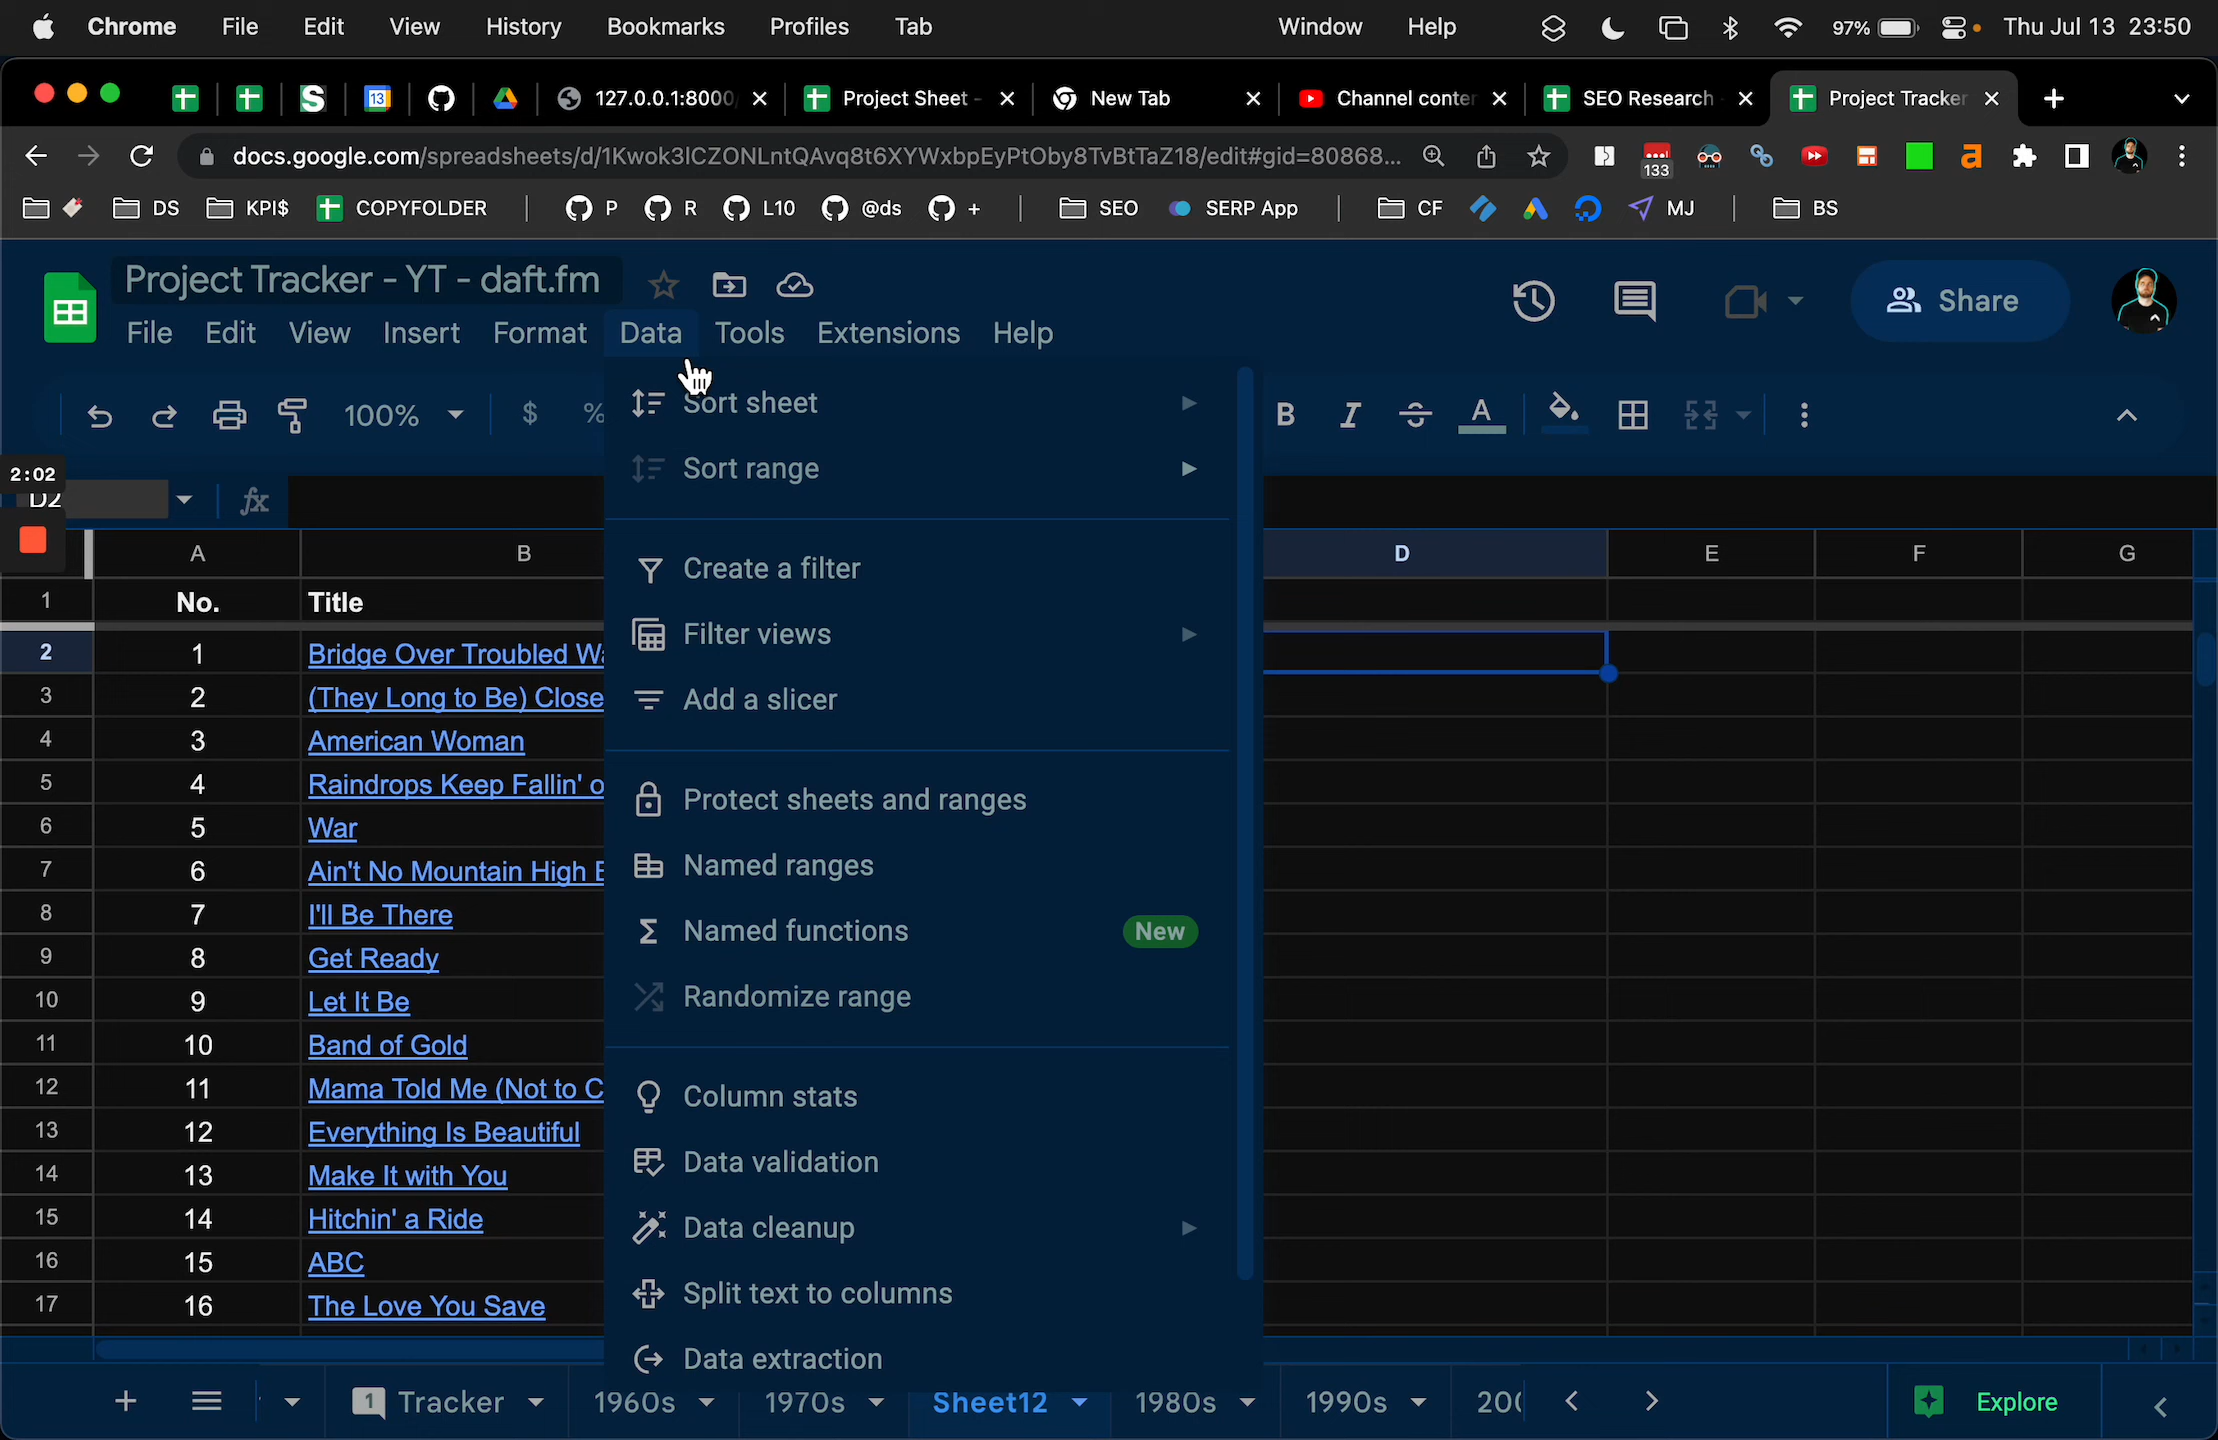 Chrome File Edit View History Bookmarks Profiles Tab Window Help 97% Thu Jul 13 23:50
13 127.0.0.1:8000 Project Sheet - New Tab Channel conter SEO Research Project Tracker
docs.google.com/spreadsheets/d/1Kwok3lCZONLntQAvq8t6XYWxbpEyPtOby8TvBtTaZ18/edit#gid=80868... 133
DS KPI$ COPYFOLDER P R L10 @ds + SEO SERP App CF MJ BS
Project Tracker - YT - daft.fm
Share
File Edit View Insert Format Data Tools Extensions Help
100% $ % B I S A
2:02
D2 fx
Sort sheet
Sort range
Create a filter
Filter views
Add a slicer
Protect sheets and ranges
Named ranges
Named functions New
Randomize range
Column stats
Data validation
Data cleanup
Split text to columns
Data extraction
A B D E F G
1 No. Title
2 1 Bridge Over Troubled Wa
3 2 (They Long to Be) Close
4 3 American Woman
5 4 Raindrops Keep Fallin' o
6 5 War
7 6 Ain't No Mountain High E
8 7 I'll Be There
9 8 Get Ready
10 9 Let It Be
11 10 Band of Gold
12 11 Mama Told Me (Not to C
13 12 Everything Is Beautiful
14 13 Make It with You
15 14 Hitchin' a Ride
16 15 ABC
17 16 The Love You Save
1 Tracker 1960s 1970s Sheet12 1980s 1990s 200 Explore